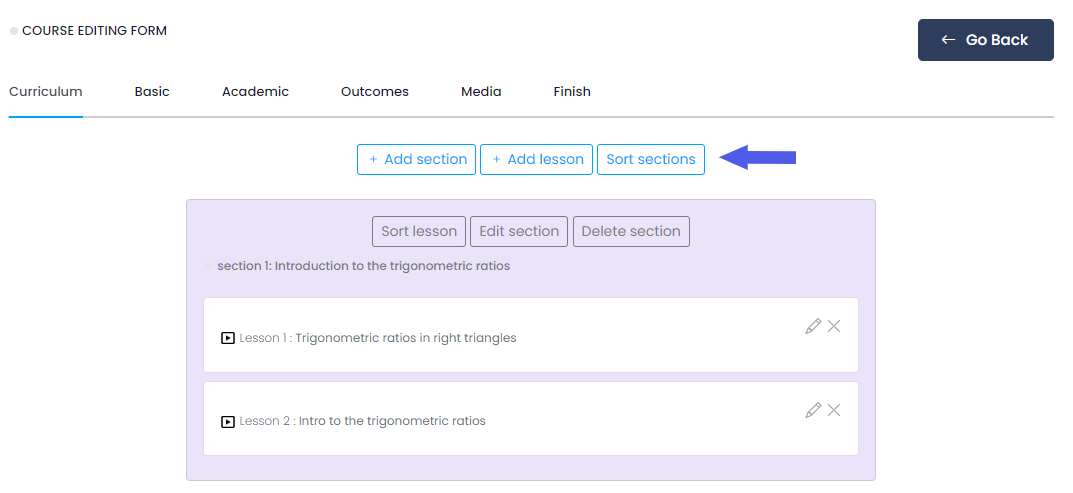 COURSE EDITING FORM
← Go Back
Curriculum Basic Academic Outcomes Media Finish
+ Add section + Add lesson Sort sections
Sort lesson Edit section Delete section
section 1: Introduction to the trigonometric ratios
Lesson 1 : Trigonometric ratios in right triangles
Lesson 2 : Intro to the trigonometric ratios